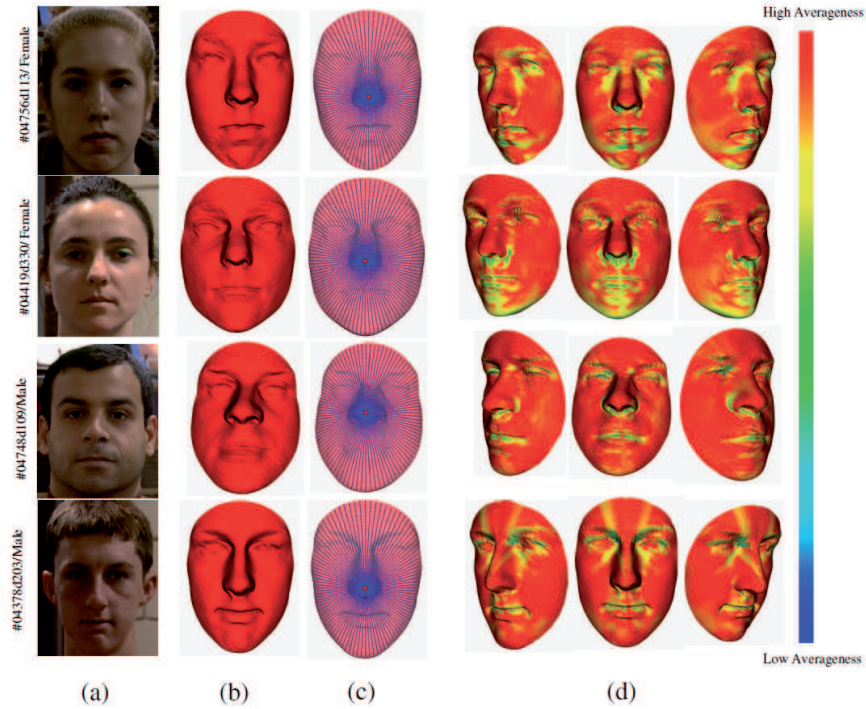 High Averageness
#04756d113/ Female
#04419d330/ Female
#04748d109/Male
#04378d203/Male
Low Averageness
(a)
(b)
(c)
(d)